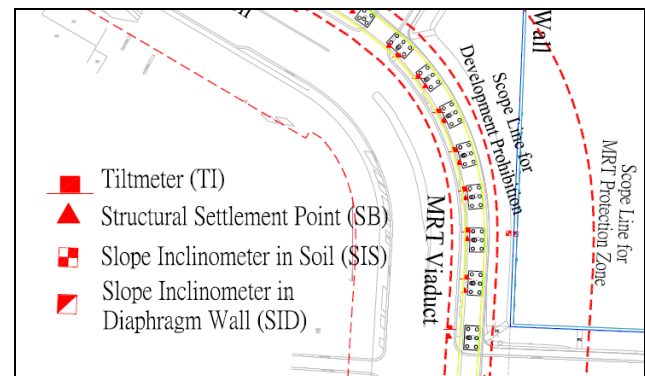 Wall
Scope Line for
Development Prohibition
Scope Line for
MRT Protection Zone
MRT Viaduct
Tiltmeter (TI)
Structural Settlement Point (SB)
Slope Inclinometer in Soil (SIS)
Slope Inclinometer in
Diaphragm Wall (SID)